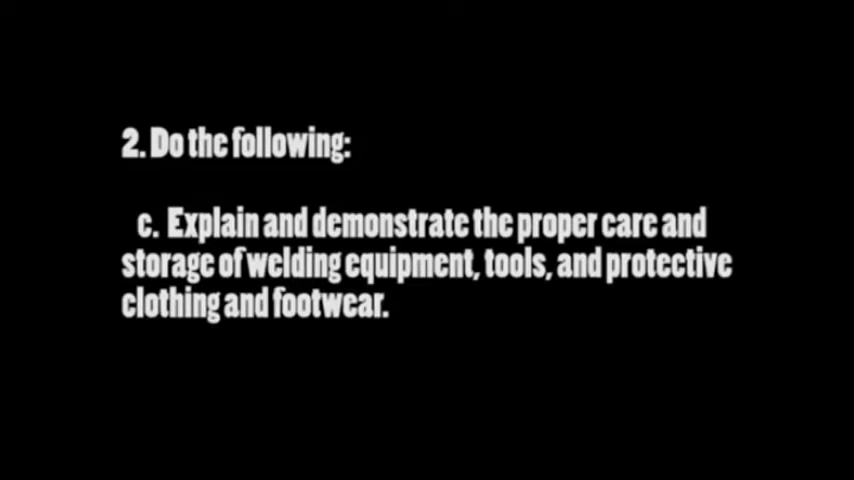 2. Do the following:
c. Explain and demonstrate the proper care and
storage of welding equipment, tools, and protective
clothing and footwear.